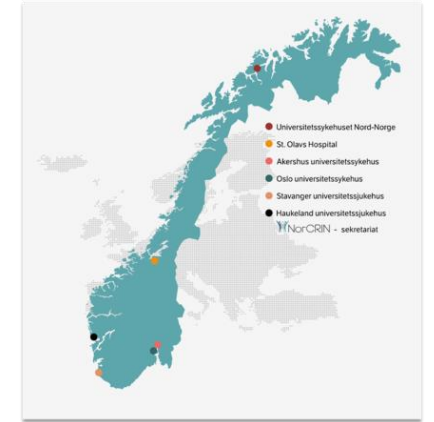 Universitetssykehuset Nord-Norge
St. Olavs Hospital
Akershus universitetssykehus
Oslo universitetssykehus
Stavanger universitetssjukehus
Haukeland universitetssjukehus
NorCRIN - sekretariat